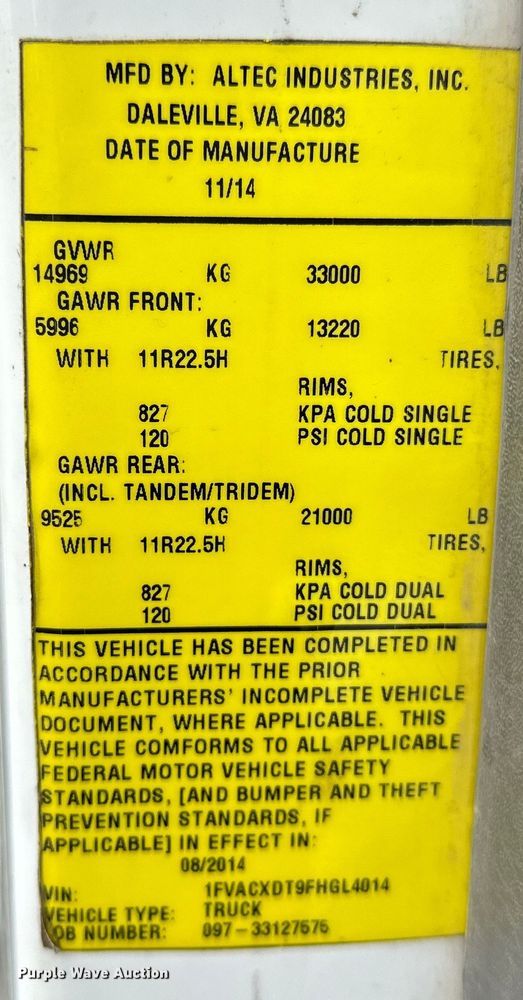 MFD BY: ALTEC INDUSTRIES, INC.
DALEVILLE, VA 24083
DATE OF MANUFACTURE
11/14
GVWR
14969 KG 33000 LB
GAWR FRONT:
5996 KG 13220 LB
WITH 11R22.5H TIRES,
RIMS,
827 KPA COLD SINGLE
120 PSI COLD SINGLE
GAWR REAR:
(INCL. TANDEM/TRIDEM)
9525 KG 21000 LB
WITH 11R22.5H TIRES,
RIMS,
827 KPA COLD DUAL
120 PSI COLD DUAL
THIS VEHICLE HAS BEEN COMPLETED IN
ACCORDANCE WITH THE PRIOR
MANUFACTURERS' INCOMPLETE VEHICLE
DOCUMENT, WHERE APPLICABLE. THIS
VEHICLE COMFORMS TO ALL APPLICABLE
FEDERAL MOTOR VEHICLE SAFETY
STANDARDS, [AND BUMPER AND THEFT
PREVENTION STANDARDS, IF
APPLICABLE] IN EFFECT IN:
08/2014
VIN: 1FVACXDT9FHGL4014
VEHICLE TYPE: TRUCK
OB NUMBER: 097-33127575
Purple Wave Auction